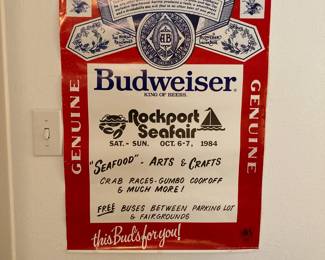 Budweiser
KING OF BEERS
Rockport
Seafair
SAT.- SUN. OCT. 6-7, 1984
"SEAFOOD" - ARTS & CRAFTS
CRAB RACES - GUMBO COOKOFF
& MUCH MORE!
FREE BUSES BETWEEN PARKING LOT
& FAIRGROUNDS
this Bud's for you!
GENUINE
GENUINE